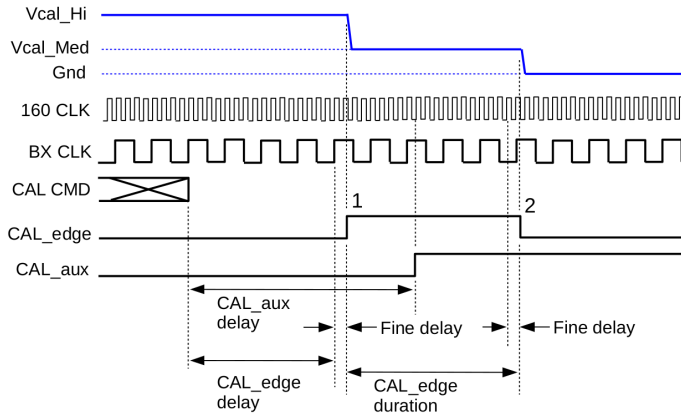 Vcal_Hi
Vcal_Med
Gnd
160 CLK
BX CLK
CAL CMD
1
2
CAL_edge
CAL_aux
CAL_aux
delay
Fine delay
Fine delay
CAL_edge
delay
CAL_edge
duration